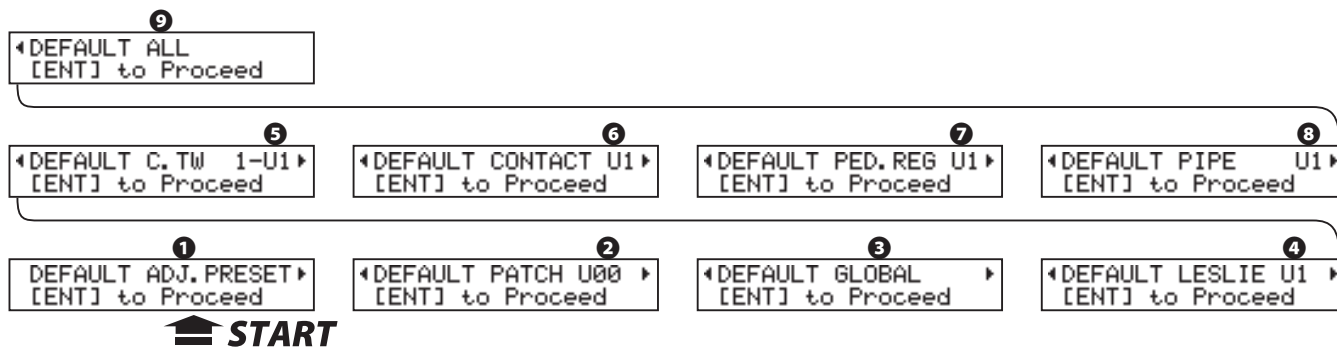 ❾
◂DEFAULT ALL
[ENT] to Proceed
❺
◂DEFAULT C.TW 1-U1▸
[ENT] to Proceed
❻
◂DEFAULT CONTACT U1▸
[ENT] to Proceed
❼
◂DEFAULT PED.REG U1▸
[ENT] to Proceed
❽
◂DEFAULT PIPE U1▸
[ENT] to Proceed
❶
DEFAULT ADJ.PRESET▸
[ENT] to Proceed
❷
◂DEFAULT PATCH U00 ▸
[ENT] to Proceed
❸
◂DEFAULT GLOBAL ▸
[ENT] to Proceed
❹
◂DEFAULT LESLIE U1 ▸
[ENT] to Proceed
START